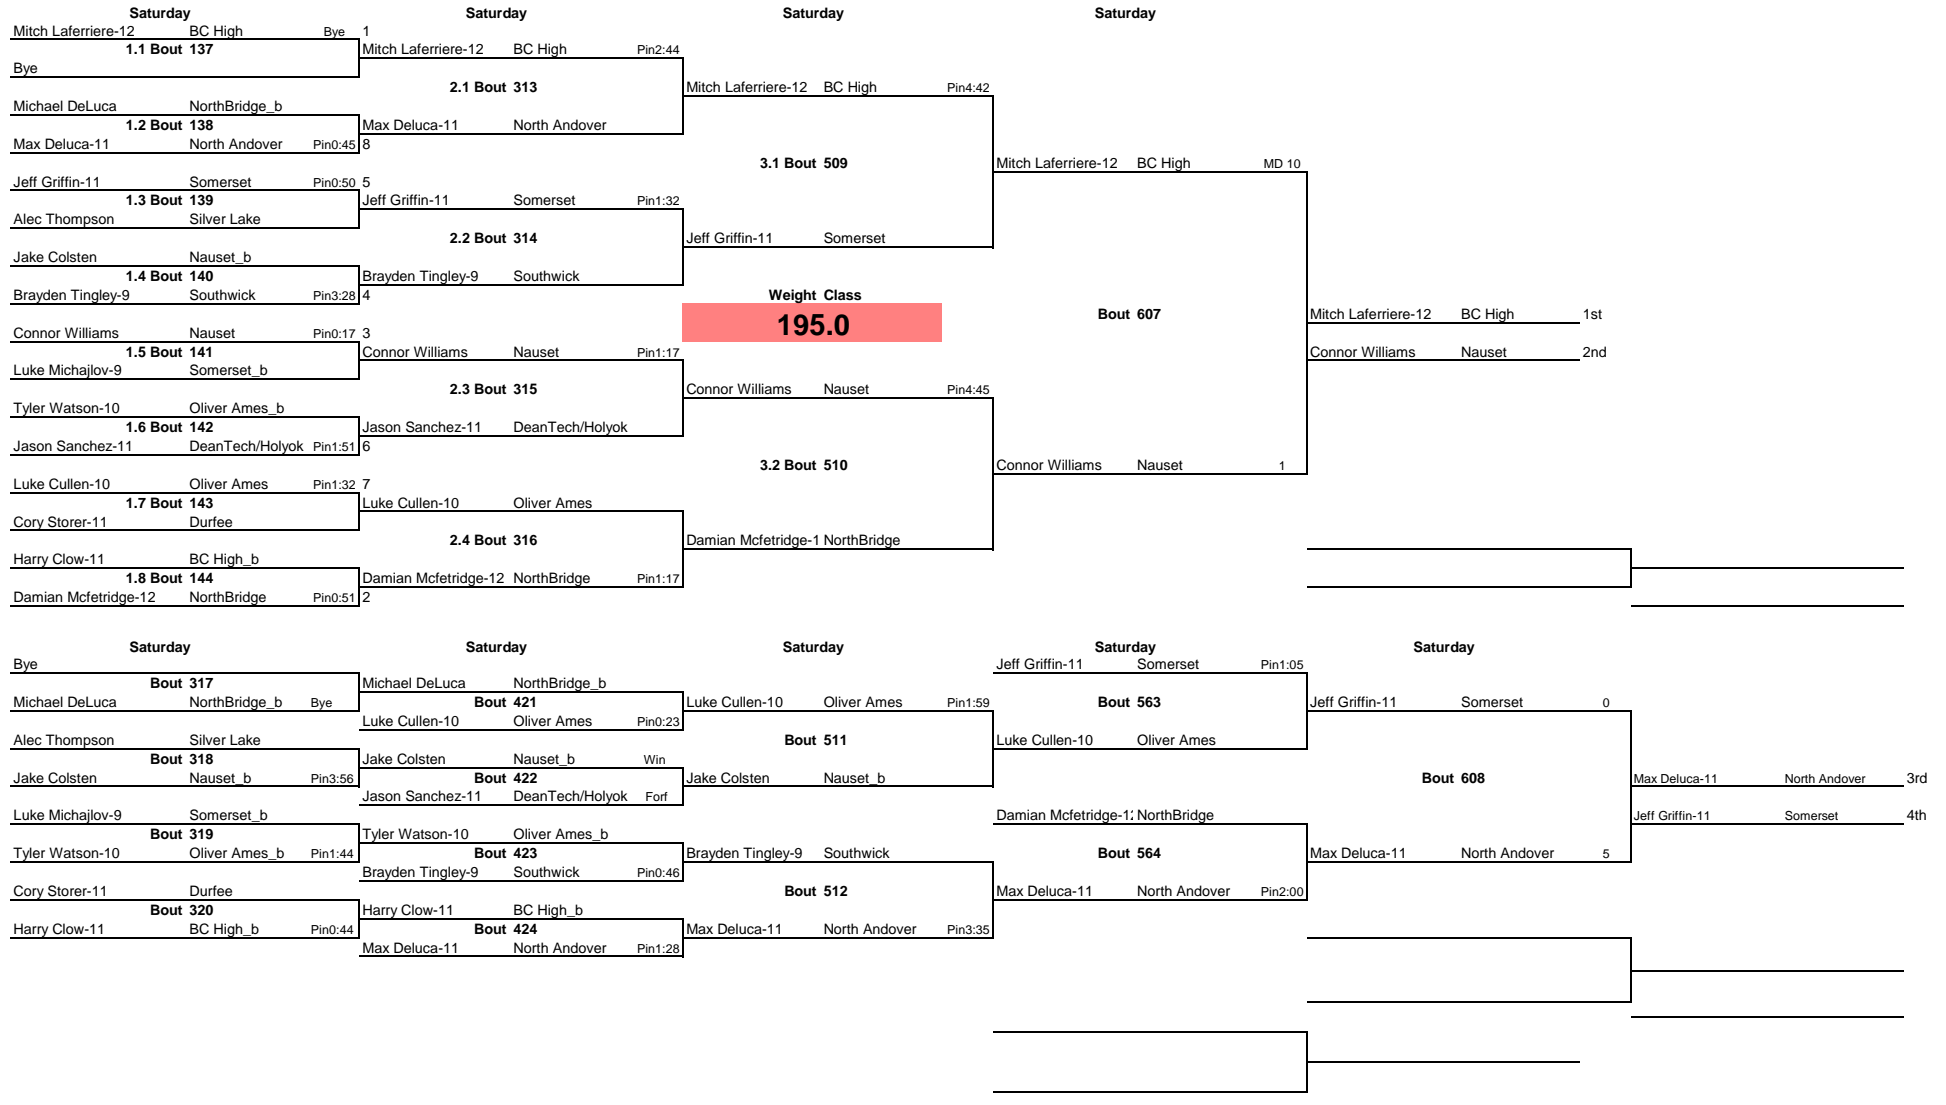 Saturday Saturday Saturday Saturday
Mitch Laferriere-12 BC High Bye 1
1.1 Bout 137 Mitch Laferriere-12 BC High Pin2:44
Bye
2.1 Bout 313 Mitch Laferriere-12 BC High Pin4:42
Michael DeLuca NorthBridge_b
1.2 Bout 138 Max Deluca-11 North Andover
Max Deluca-11 North Andover Pin0:45 8
3.1 Bout 509 Mitch Laferriere-12 BC High MD 10
Jeff Griffin-11 Somerset Pin0:50 5
1.3 Bout 139 Jeff Griffin-11 Somerset Pin1:32
Alec Thompson Silver Lake
2.2 Bout 314 Jeff Griffin-11 Somerset
Jake Colsten Nauset_b
1.4 Bout 140 Brayden Tingley-9 Southwick
Brayden Tingley-9 Southwick Pin3:28 4 Weight Class
Bout 607 Mitch Laferriere-12 BC High 1st
195.0
Connor Williams Nauset Pin0:17 3
1.5 Bout 141 Connor Williams Nauset Pin1:17 Connor Williams Nauset 2nd
Luke Michajlov-9 Somerset_b
2.3 Bout 315 Connor Williams Nauset Pin4:45
Tyler Watson-10 Oliver Ames_b
1.6 Bout 142 Jason Sanchez-11 DeanTech/Holyok
Jason Sanchez-11 DeanTech/Holyok Pin1:51 6
3.2 Bout 510 Connor Williams Nauset 1
Luke Cullen-10 Oliver Ames Pin1:32 7
1.7 Bout 143 Luke Cullen-10 Oliver Ames
Cory Storer-11 Durfee
2.4 Bout 316 Damian Mcfetridge-1 NorthBridge
Harry Clow-11 BC High_b
1.8 Bout 144 Damian Mcfetridge-12 NorthBridge Pin1:17
Damian Mcfetridge-12 NorthBridge Pin0:51 2
Saturday Saturday Saturday Saturday Saturday
Bye Jeff Griffin-11 Somerset Pin1:05
Bout 317 Michael DeLuca NorthBridge_b
Michael DeLuca NorthBridge_b Bye Bout 421 Luke Cullen-10 Oliver Ames Pin1:59 Bout 563 Jeff Griffin-11 Somerset 0
Luke Cullen-10 Oliver Ames Pin0:23
Alec Thompson Silver Lake Bout 511 Luke Cullen-10 Oliver Ames
Bout 318 Jake Colsten Nauset_b Win
Jake Colsten Nauset_b Pin3:56 Bout 422 Jake Colsten Nauset_b Bout 608 Max Deluca-11 North Andover 3rd
Jason Sanchez-11 DeanTech/Holyok Forf
Luke Michajlov-9 Somerset_b Damian Mcfetridge-1 NorthBridge Jeff Griffin-11 Somerset 4th
Bout 319 Tyler Watson-10 Oliver Ames_b
Tyler Watson-10 Oliver Ames_b Pin1:44 Bout 423 Brayden Tingley-9 Southwick Bout 564 Max Deluca-11 North Andover 5
Brayden Tingley-9 Southwick Pin0:46
Cory Storer-11 Durfee Bout 512 Max Deluca-11 North Andover Pin2:00
Bout 320 Harry Clow-11 BC High_b
Harry Clow-11 BC High_b Pin0:44 Bout 424 Max Deluca-11 North Andover Pin3:35
Max Deluca-11 North Andover Pin1:28